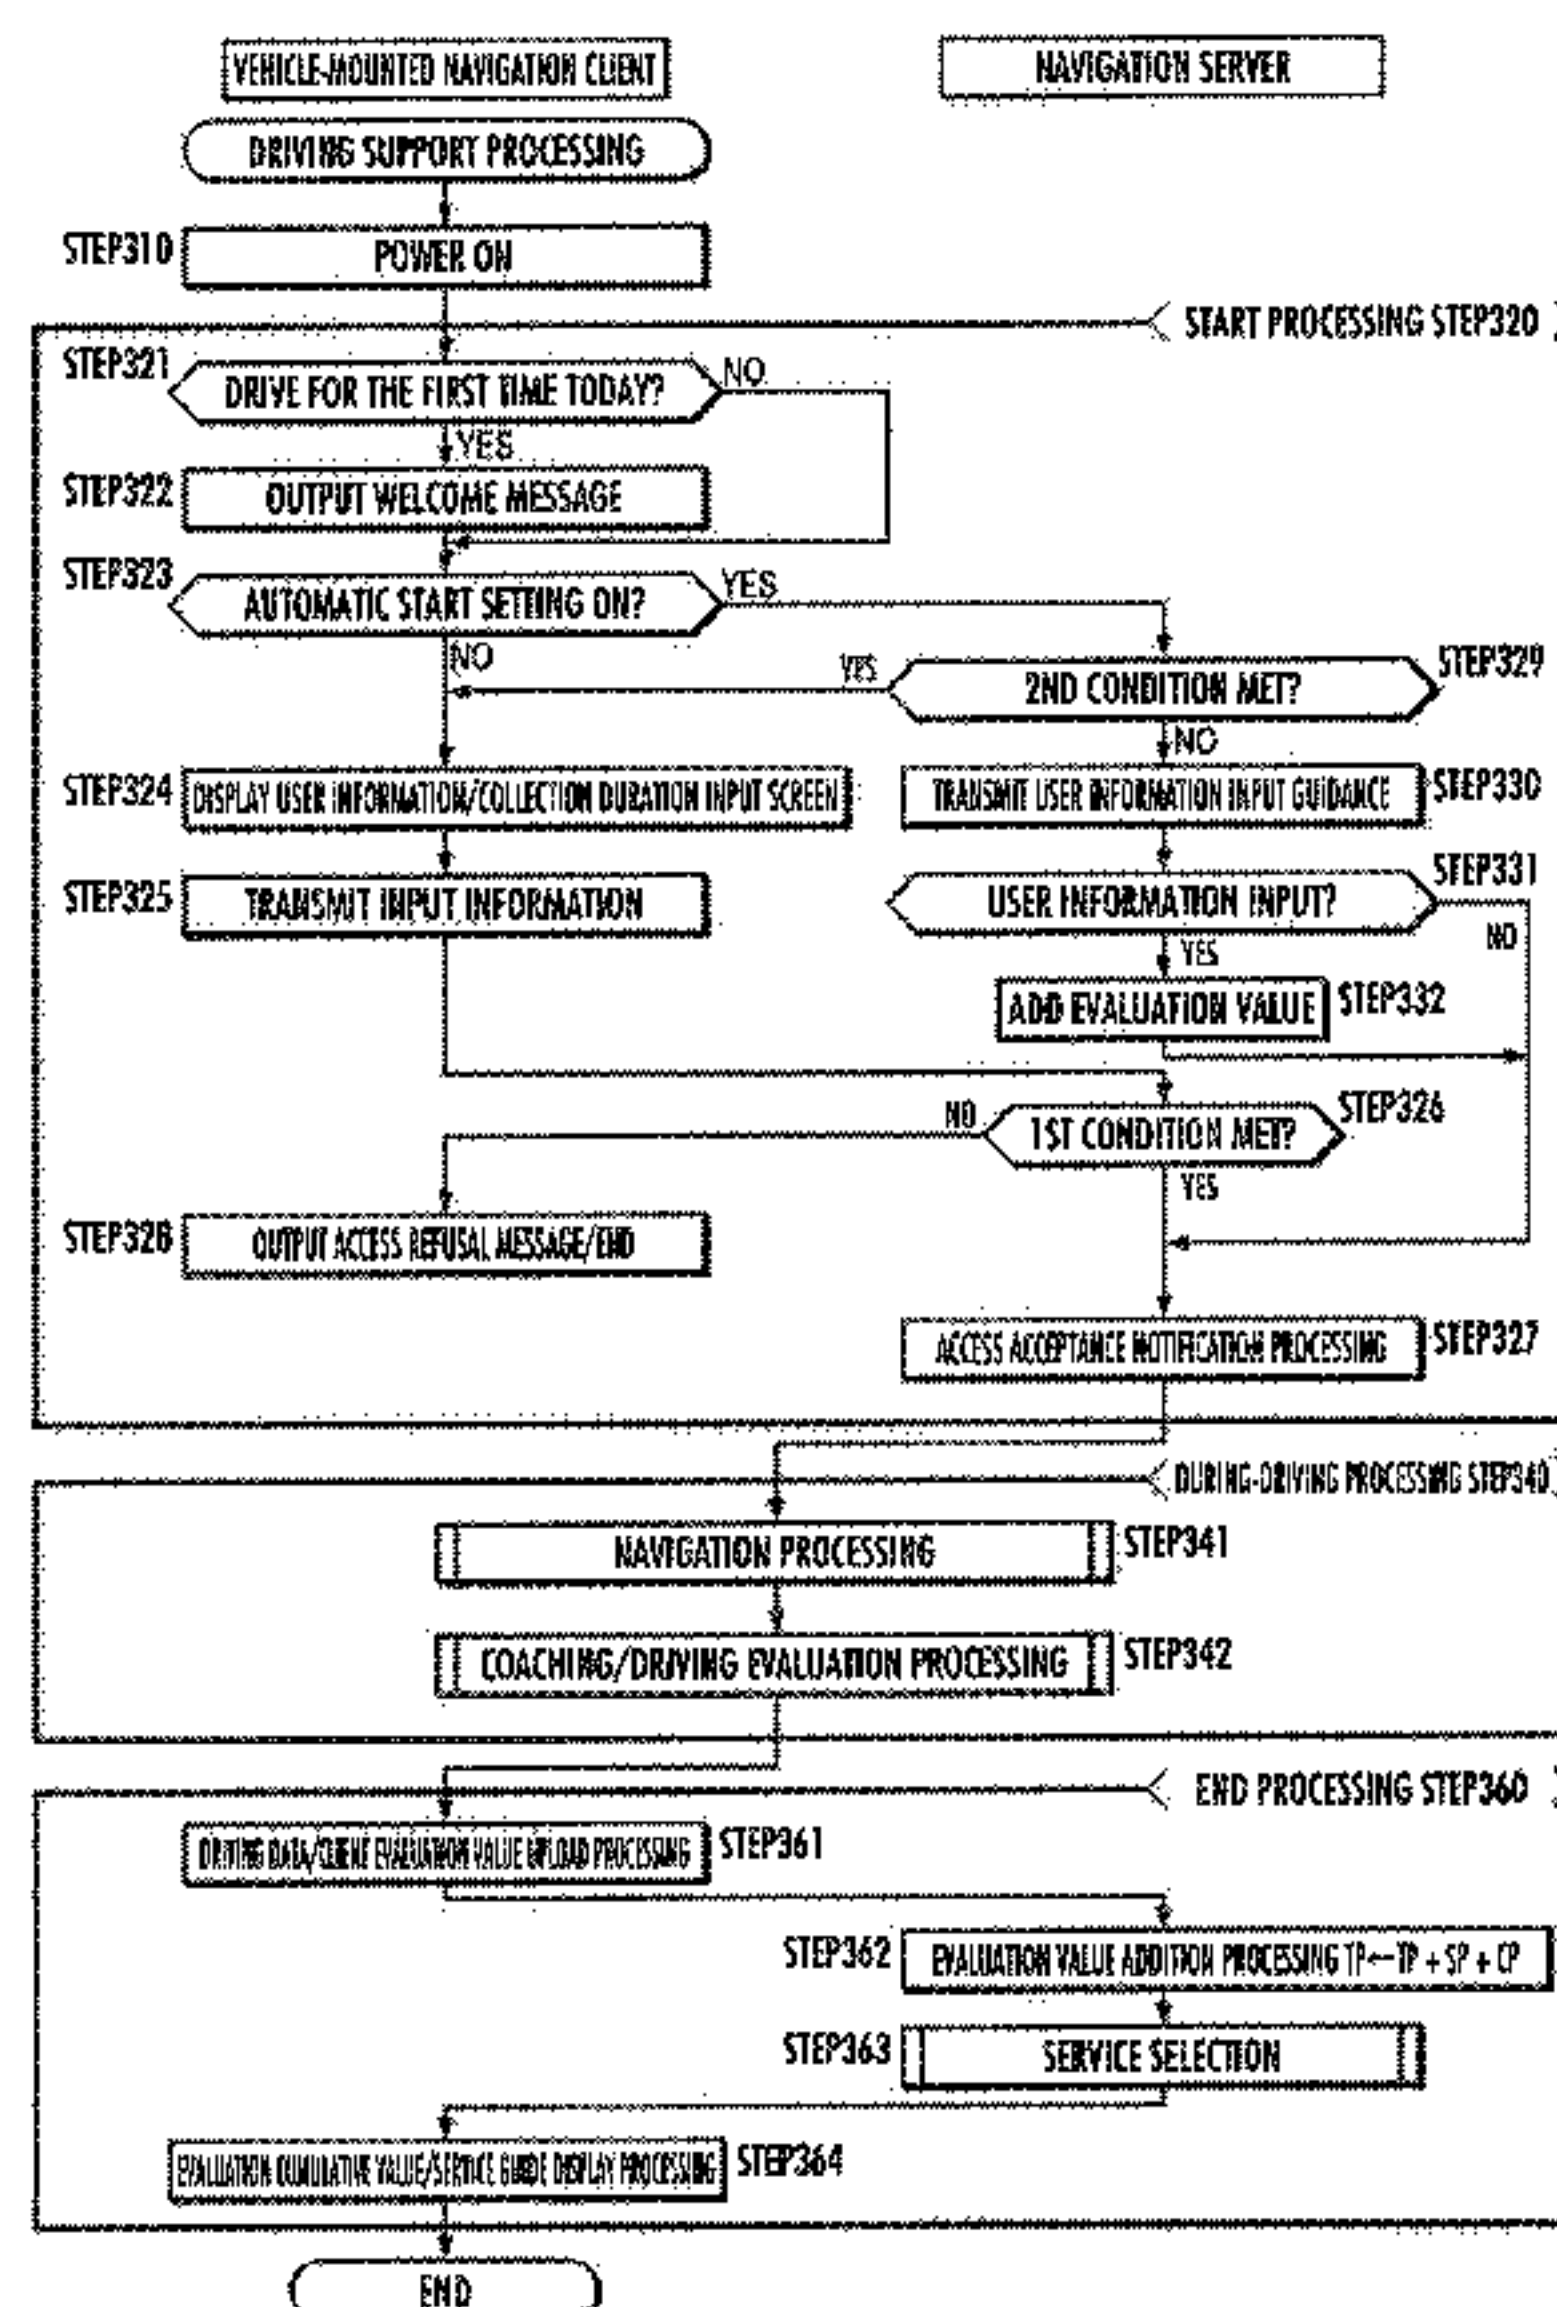 VEHICLE-MOUNTED NAVIGATION CLIENT
NAVIGATION SERVER
DRIVING SUPPORT PROCESSING
STEP310
POWER ON
START PROCESSING STEP320
STEP321
DRIVE FOR THE FIRST TIME TODAY?
NO
YES
STEP322
OUTPUT WELCOME MESSAGE
STEP323
AUTOMATIC START SETTING ON?
YES
NO
YES
2ND CONDITION MET?
STEP329
NO
STEP324
DISPLAY USER INFORMATION/COLLECTION DURATION INPUT SCREEN
TRANSMIT USER INFORMATION INPUT GUIDANCE
STEP330
STEP325
TRANSMIT INPUT INFORMATION
USER INFORMATION INPUT?
STEP331
NO
YES
ADD EVALUATION VALUE
STEP332
NO
1ST CONDITION MET?
STEP326
YES
STEP328
OUTPUT ACCESS REFUSAL MESSAGE/END
ACCESS ACCEPTANCE NOTIFICATION PROCESSING
STEP327
DURING-DRIVING PROCESSING STEP340
NAVIGATION PROCESSING
STEP341
COACHING/DRIVING EVALUATION PROCESSING
STEP342
END PROCESSING STEP360
DRIVING DATA/CLIENT EVALUATION VALUE UPLOAD PROCESSING
STEP361
STEP362
EVALUATION VALUE ADDITION PROCESSING TP←TP + SP + CP
STEP363
SERVICE SELECTION
EVALUATION CUMULATIVE VALUE/SERVICE GUIDE DISPLAY PROCESSING
STEP364
END